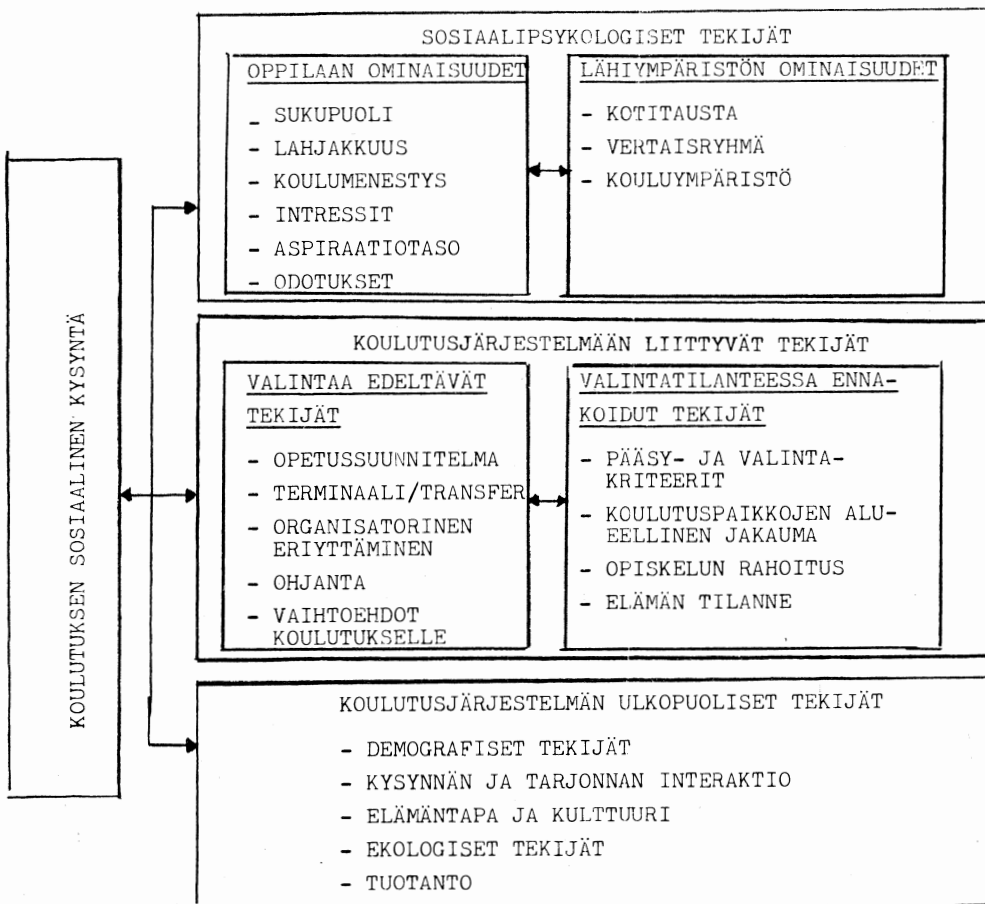 KOULUTUKSEN SOSIAALINEN KYSYNTÄ
SOSIAALIPSYKOLOGISET TEKIJÄT
OPPILAAN OMINAISUUDET
- SUKUPUOLI
- LAHJAKKUUS
- KOULUMENESTYS
- INTRESSIT
- ASPIRAATIOTASO
- ODOTUKSET
LÄHIYMPÄRISTÖN OMINAISUUDET
- KOTITAUSTA
- VERTAISRYHMÄ
- KOULUYMPÄRISTÖ
KOULUTUSJÄRJESTELMÄÄN LIITTYVÄT TEKIJÄT
VALINTAA EDELTÄVÄT
TEKIJÄT
- OPETUSSUUNNITELMA
- TERMINAALI/TRANSFER
- ORGANISATORINEN
ERIYTTÄMINEN
- OHJANTA
- VAIHTOEHDOT
KOULUTUKSELLE
VALINTATILANTEESSA ENNA-
KOIDUT TEKIJÄT
- PÄÄSY- JA VALINTA-
KRITEERIT
- KOULUTUSPAIKKOJEN ALU-
EELLINEN JAKAUMA
- OPISKELUN RAHOITUS
- ELÄMÄN TILANNE
KOULUTUSJÄRJESTELMÄN ULKOPUOLISET TEKIJÄT
- DEMOGRAFISET TEKIJÄT
- KYSYNNÄN JA TARJONNAN INTERAKTIO
- ELÄMÄNTAPA JA KULTTUURI
- EKOLOGISET TEKIJÄT
- TUOTANTO